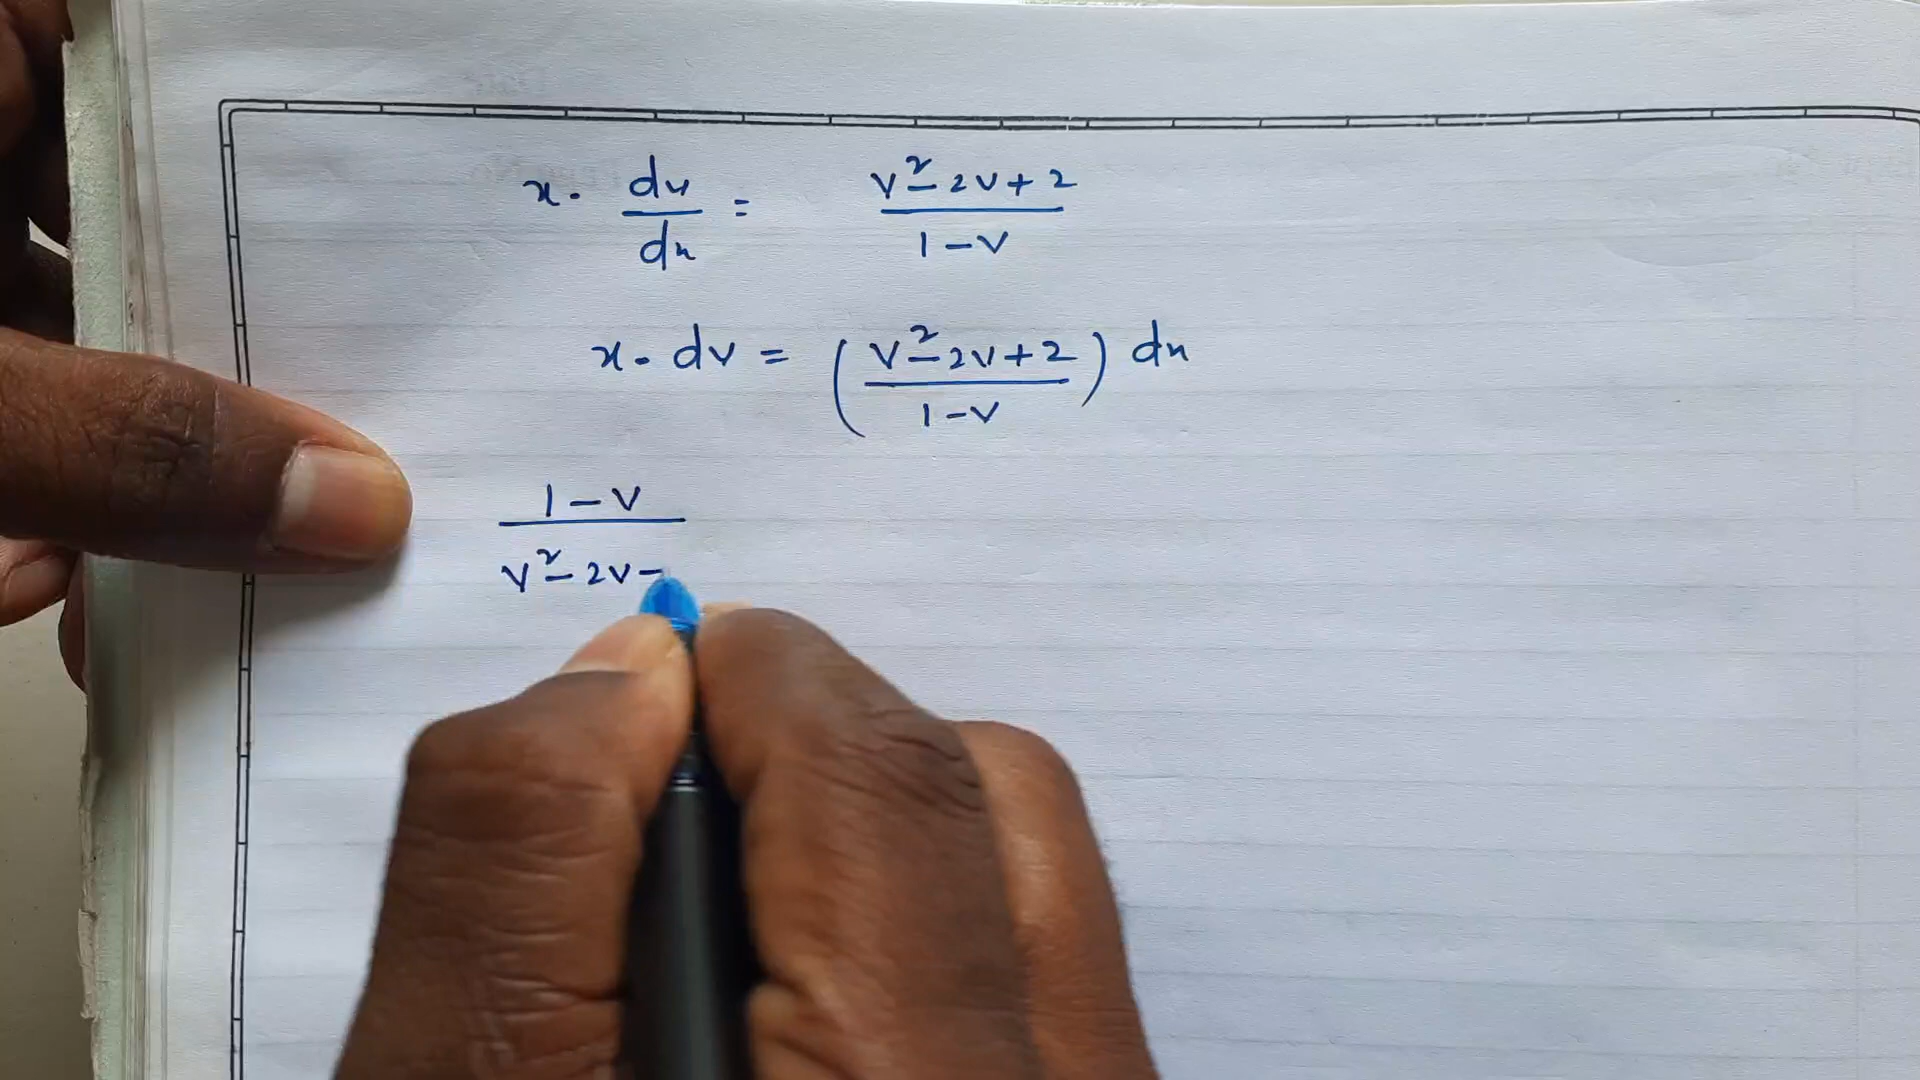 x. dv/dx = v²-2v+2/1-v
x. dv = (v²-2v+2/1-v) dx
1-v/v²-2v-